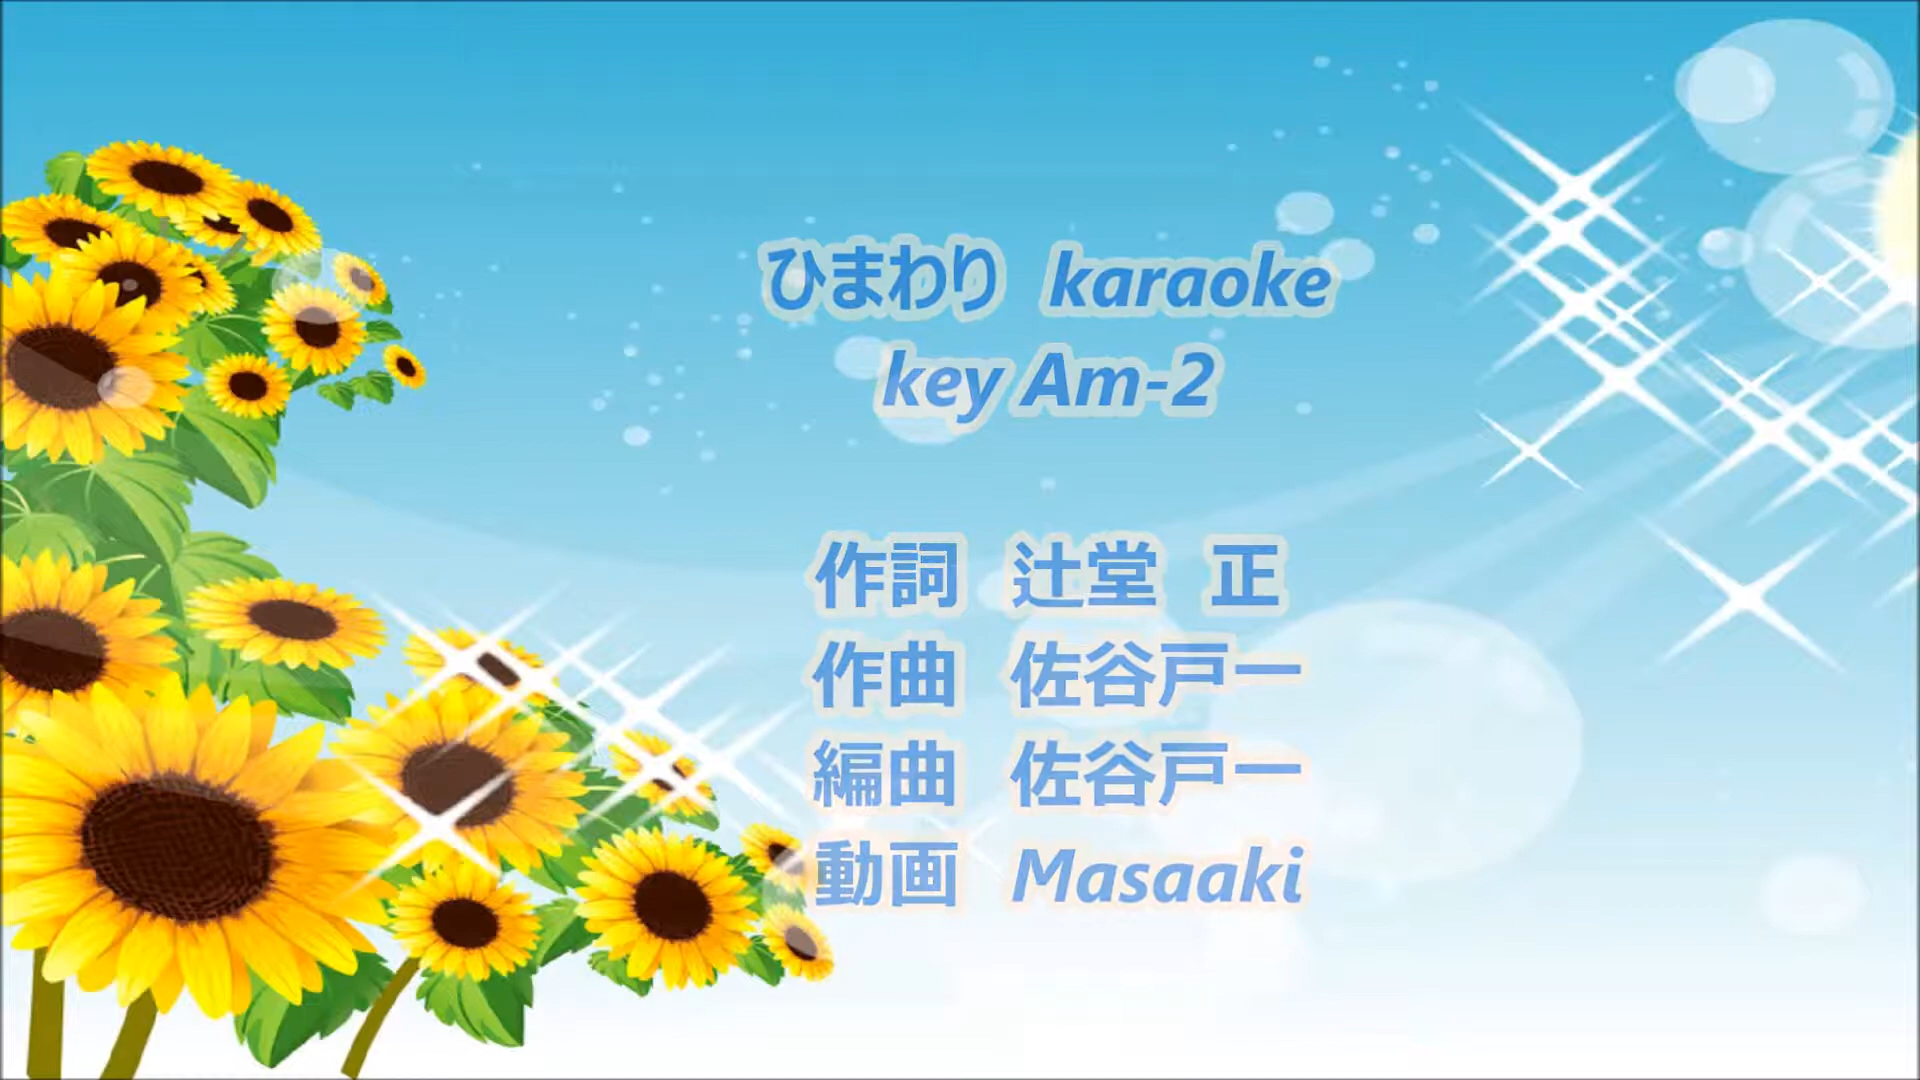 ひまわり karaoke
key Am-2
作詞 辻堂 正
作曲 佐谷戸一
編曲 佐谷戸一
動画 Masaaki